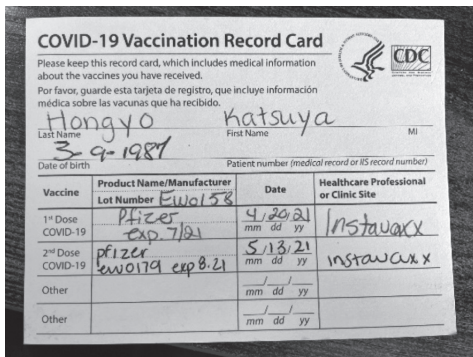 COVID-19 Vaccination Record Card
CDC
Please keep this record card, which includes medical information
about the vaccines you have received.
Por favor, guarde esta tarjeta de registro, que incluye información
médica sobre las vacunas que ha recibido.
Hongyo Katsuya
Last Name First Name MI
3-9-1987
Date of birth Patient number (medical record or IIS record number)
Vaccine Product Name/Manufacturer Date Healthcare Professional
Lot Number EW0158 or Clinic Site
1st Dose Pfizer 4/20/21 Instavaxx
COVID-19 exp. 7/21 mm dd yy
2nd Dose pfizer 5/13/21 instavaxx
COVID-19 ew0179 exp 8.21 mm dd yy
Other / /
mm dd yy
Other / /
mm dd yy